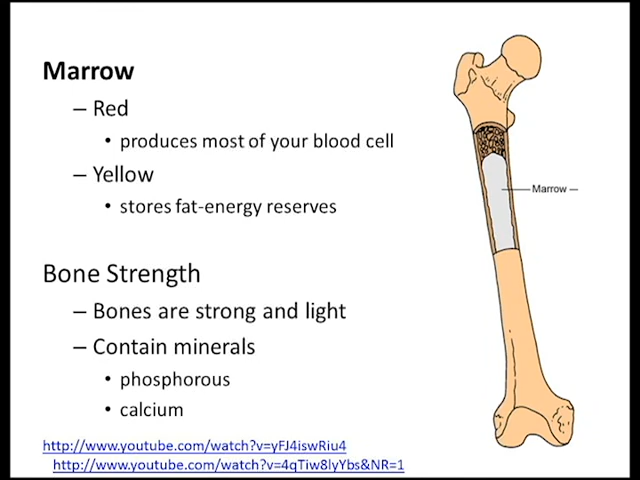 Marrow
– Red
• produces most of your blood cell
– Yellow
• stores fat-energy reserves
Marrow
Bone Strength
– Bones are strong and light
– Contain minerals
• phosphorous
• calcium
http://www.youtube.com/watch?v=yFJ4iswRiu4
http://www.youtube.com/watch?v=4qTiw8lyYbs&NR=1